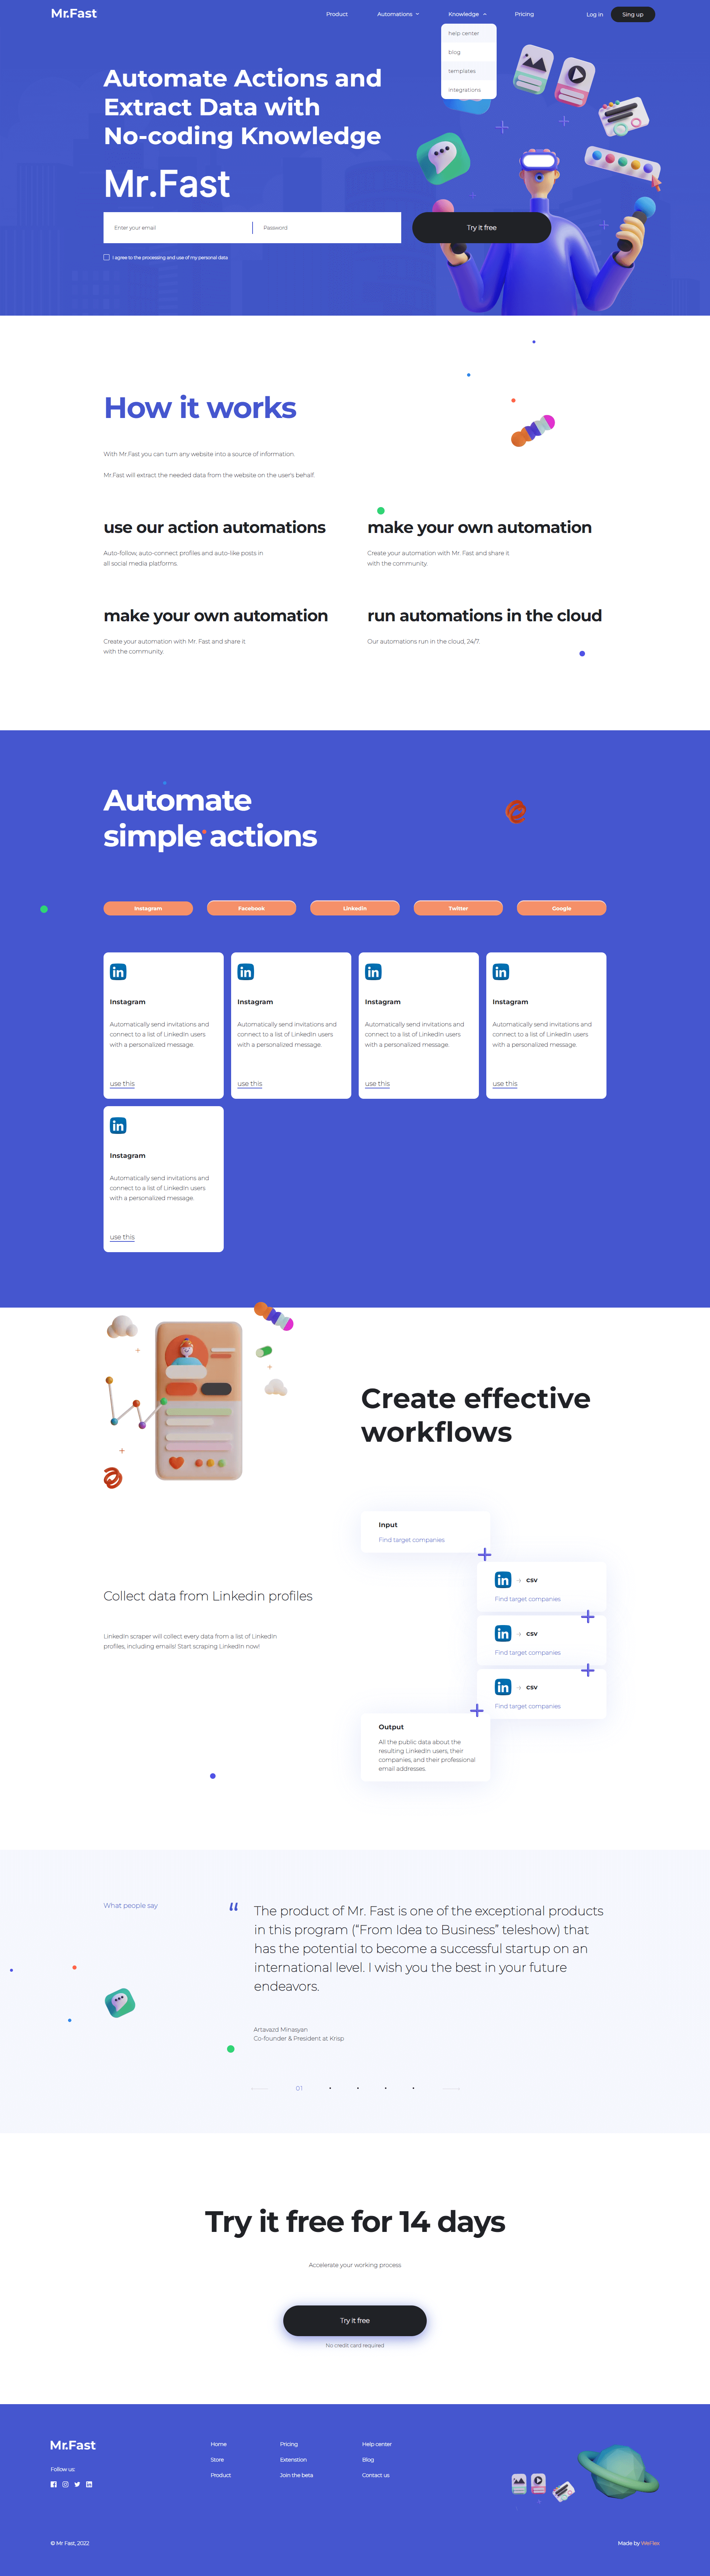 Mr.Fast
Product
Automations
Knowledge
Pricing
Log in
Sing up
help center
blog
templates
integrations
Automate Actions and
Extract Data with
No-coding Knowledge
Mr.Fast
Enter your email
Password
Try it free
I agree to the processing and use of my personal data
How it works
With Mr.Fast you can turn any website into a source of information.
Mr.Fast will extract the needed data from the website on the user's behalf.
use our action automations
Auto-follow, auto-connect profiles and auto-like posts in
all social media platforms.
make your own automation
Create your automation with Mr. Fast and share it
with the community.
make your own automation
Create your automation with Mr. Fast and share it
with the community.
run automations in the cloud
Our automations run in the cloud, 24/7.
Automate
simple actions
Instagram
Facebook
LinkedIn
Twitter
Google
in
Instagram
Automatically send invitations and
connect to a list of LinkedIn users
with a personalized message.
use this
in
Instagram
Automatically send invitations and
connect to a list of LinkedIn users
with a personalized message.
use this
in
Instagram
Automatically send invitations and
connect to a list of LinkedIn users
with a personalized message.
use this
in
Instagram
Automatically send invitations and
connect to a list of LinkedIn users
with a personalized message.
use this
in
Instagram
Automatically send invitations and
connect to a list of LinkedIn users
with a personalized message.
use this
Create effective
workflows
Collect data from Linkedin profiles
LinkedIn scraper will collect every data from a list of LinkedIn
profiles, including emails! Start scraping LinkedIn now!
Input
Find target companies
in → csv
Find target companies
in → csv
Find target companies
in → csv
Find target companies
Output
All the public data about the
resulting LinkedIn users, their
companies, and their professional
email addresses.
What people say
“
The product of Mr. Fast is one of the exceptional products
in this program (“From Idea to Business” teleshow) that
has the potential to become a successful startup on an
international level. I wish you the best in your future
endeavors.
Artavazd Minasyan
Co-founder & President at Krisp
01
Try it free for 14 days
Accelerate your working process
Try it free
No credit card required
Mr.Fast
Follow us:
Home
Store
Product
Pricing
Extenstion
Join the beta
Help center
Blog
Contact us
© Mr Fast, 2022
Made by WeFlex